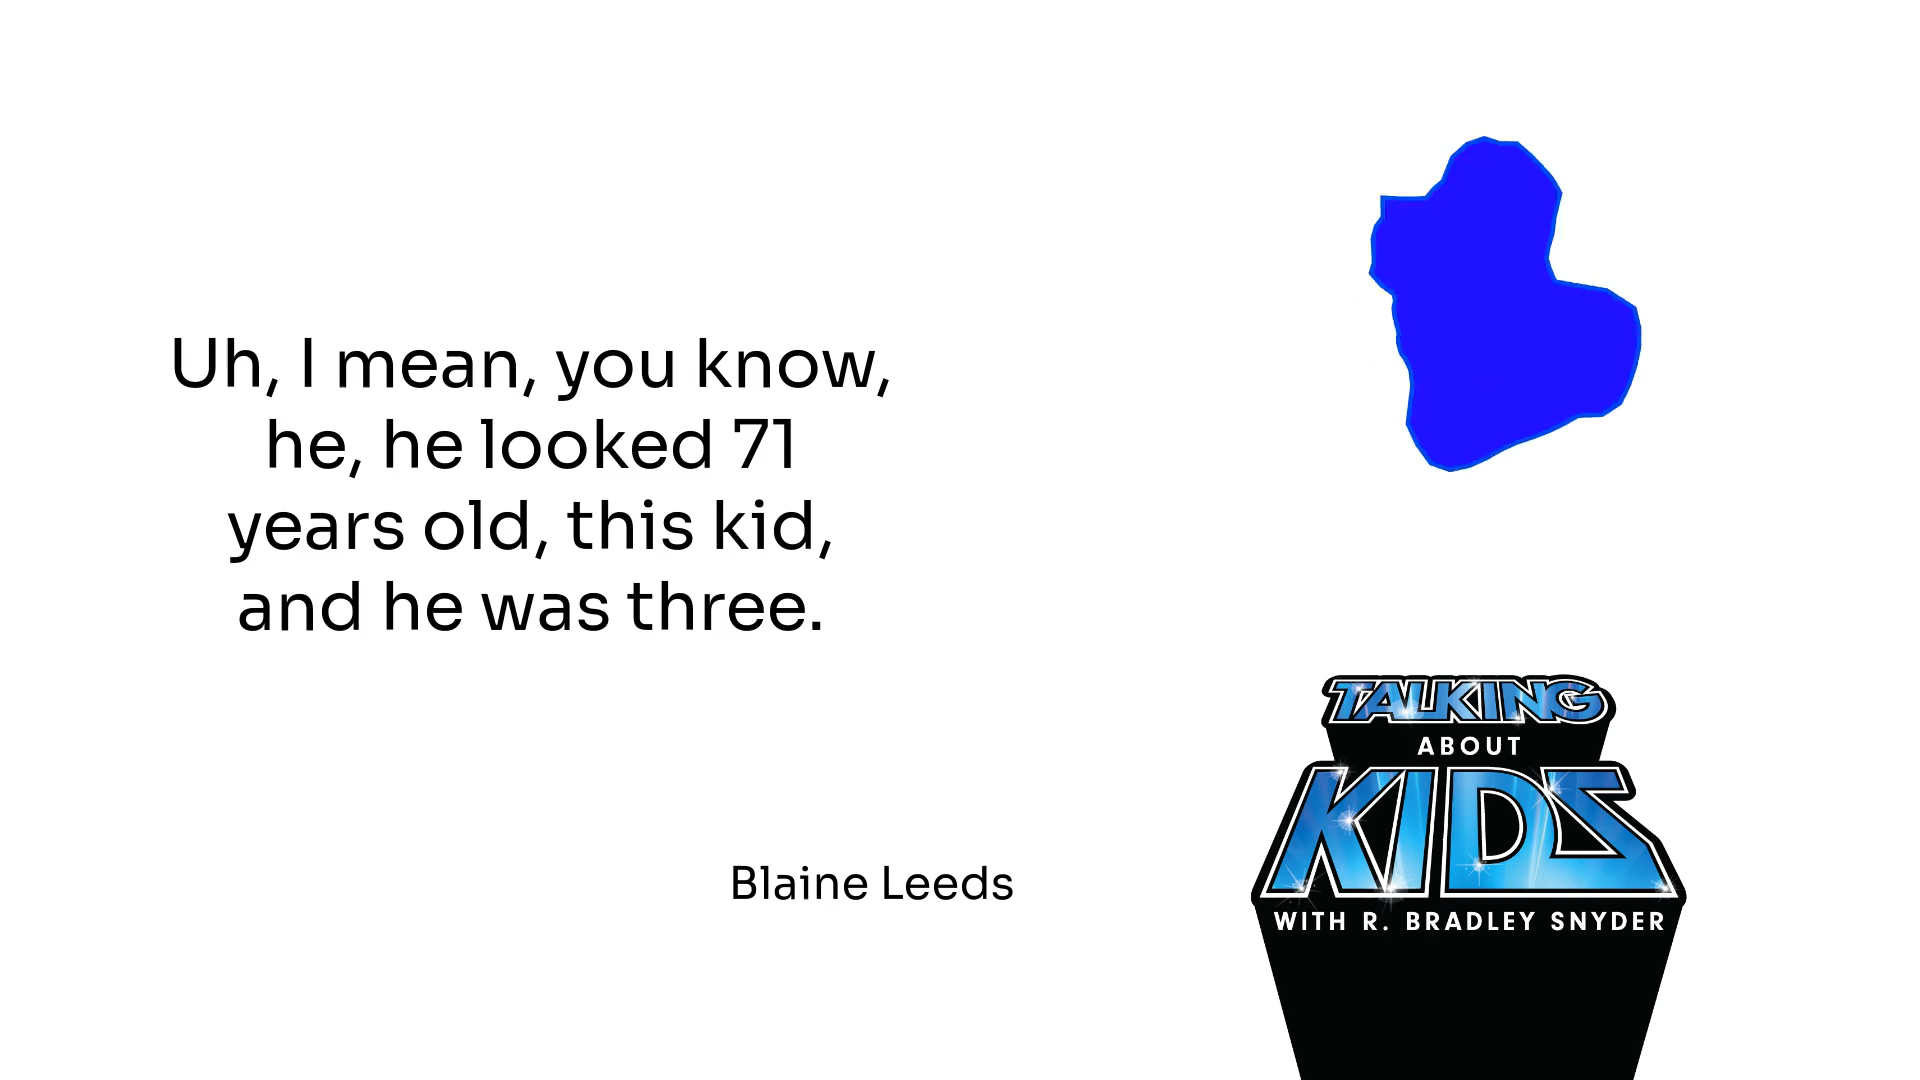 Uh, I mean, you know,
he, he looked 71
years old, this kid,
and he was three.
Blaine Leeds
TALKING
ABOUT
KIDS
WITH R. BRADLEY SNYDER